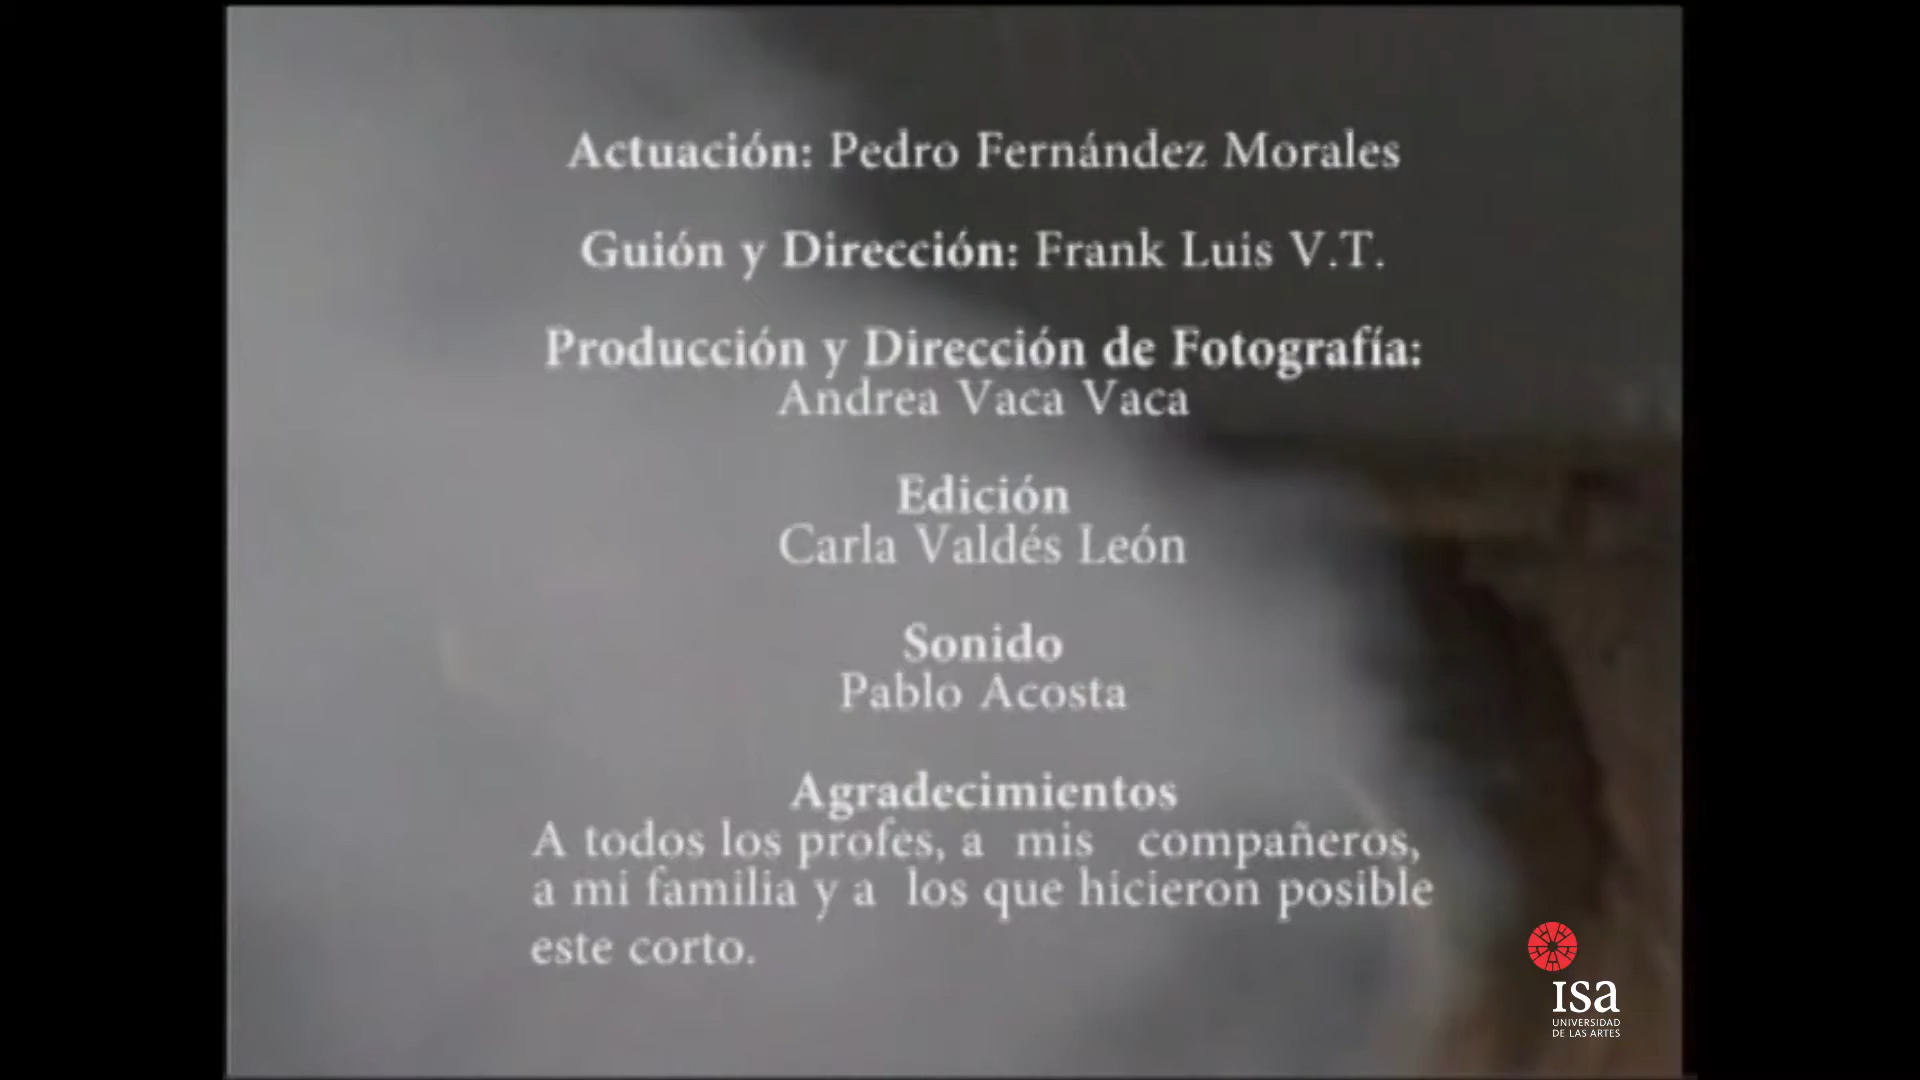 Actuación: Pedro Fernández Morales
Guión y Dirección: Frank Luis V.T.
Producción y Dirección de Fotografía:
Andrea Vaca Vaca
Edición
Carla Valdés León
Sonido
Pablo Acosta
Agradecimientos
A todos los profes, a mis compañeros,
a mi familia y a los que hicieron posible
este corto.
ISa
UNIVERSIDAD
DE LAS ARTES